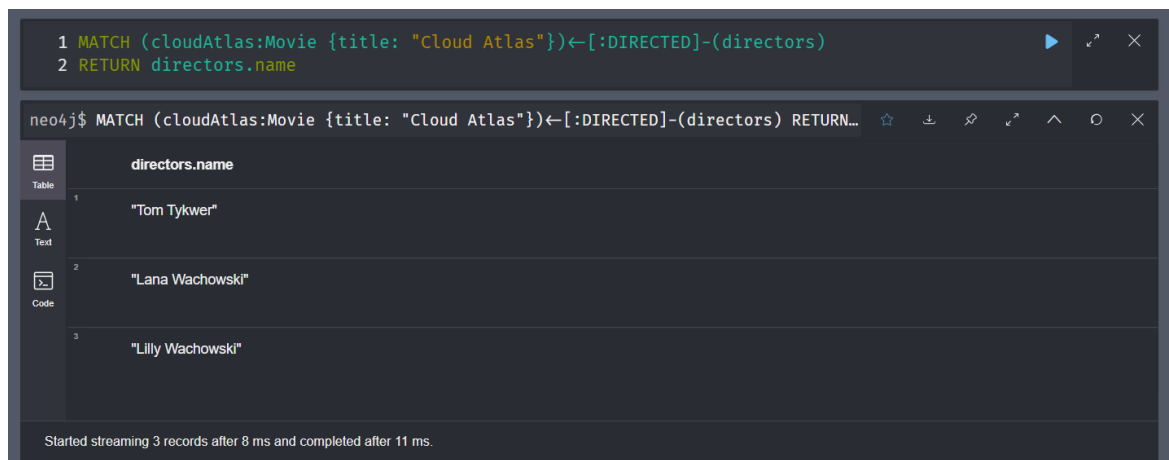 1 MATCH (cloudAtlas:Movie {title: "Cloud Atlas"})←[:DIRECTED]-(directors)
2 RETURN directors.name
neo4j$ MATCH (cloudAtlas:Movie {title: "Cloud Atlas"})←[:DIRECTED]-(directors) RETURN…
Table
directors.name
1
"Tom Tykwer"
A
Text
2
"Lana Wachowski"
Code
3
"Lilly Wachowski"
Started streaming 3 records after 8 ms and completed after 11 ms.